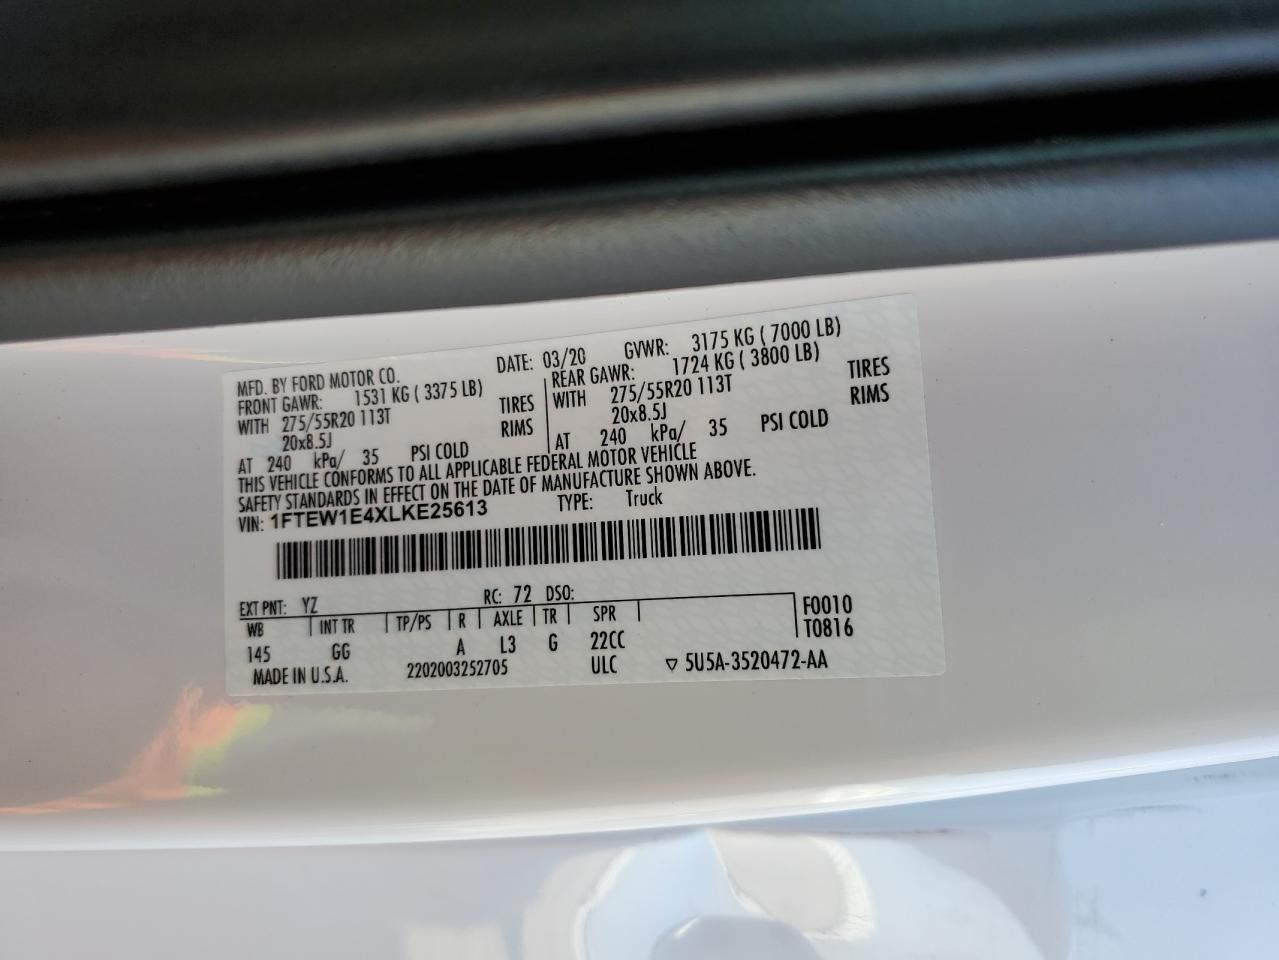 MFD. BY FORD MOTOR CO. DATE: 03/20 GVWR: 3175 KG ( 7000 LB)
FRONT GAWR: 1531 KG ( 3375 LB) REAR GAWR: 1724 KG ( 3800 LB)
WITH 275/55R20 113T TIRES WITH 275/55R20 113T TIRES
20x8.5J RIMS 20x8.5J RIMS
AT 240 kPa/ 35 PSI COLD AT 240 kPa/ 35 PSI COLD
THIS VEHICLE CONFORMS TO ALL APPLICABLE FEDERAL MOTOR VEHICLE
SAFETY STANDARDS IN EFFECT ON THE DATE OF MANUFACTURE SHOWN ABOVE.
VIN: 1FTEW1E4XLKE25613 TYPE: Truck
EXT PNT: YZ RC: 72 DSO:
WB INT TR TP/PS R AXLE TR SPR F0010
145 GG A L3 G 22CC T0816
MADE IN U.S.A. 2202003252705 ULC ▽ 5U5A-3520472-AA